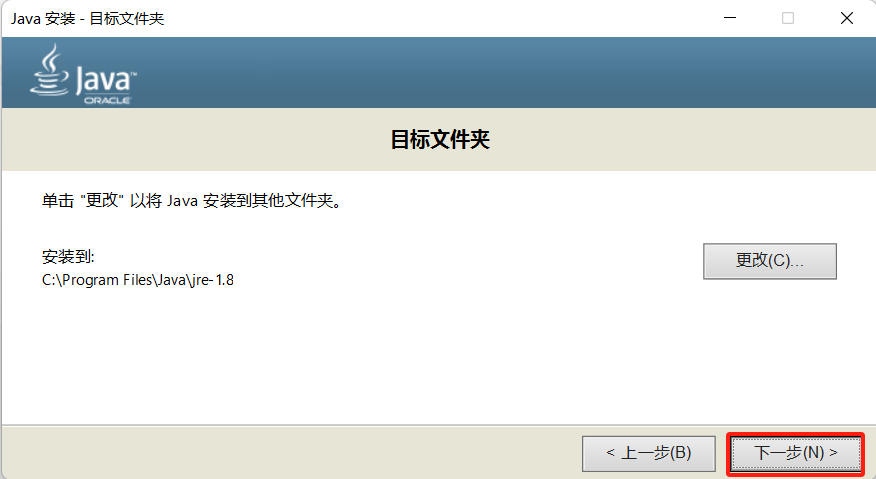 Java 安装 - 目标文件夹
Java™
ORACLE
目标文件夹
单击 "更改" 以将 Java 安装到其他文件夹。
安装到:
C:\Program Files\Java\jre-1.8
更改(C)...
< 上一步(B)
下一步(N) >